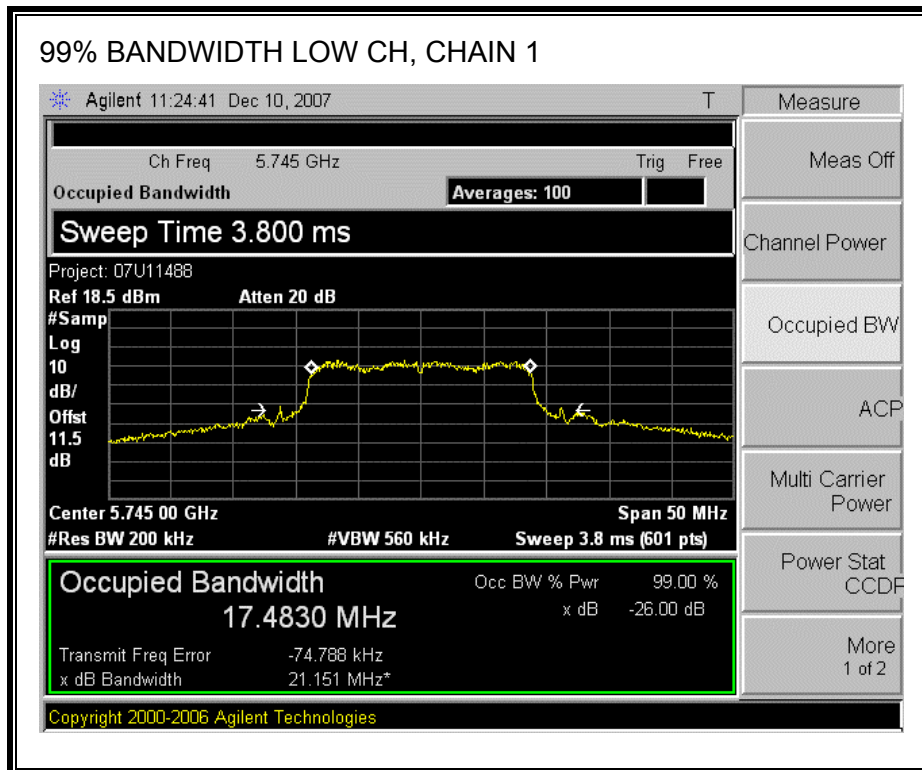 99% BANDWIDTH LOW CH, CHAIN 1
Agilent 11:24:41 Dec 10, 2007 T
Measure
Ch Freq 5.745 GHz Trig Free
Meas Off
Occupied Bandwidth Averages: 100
Sweep Time 3.800 ms
Channel Power
Project: 07U11488
Ref 18.5 dBm Atten 20 dB
#Samp
Log
10
dB/
Offst
11.5
dB
Occupied BW
ACP
Multi Carrier
Power
Center 5.745 00 GHz Span 50 MHz
#Res BW 200 kHz #VBW 560 kHz Sweep 3.8 ms (601 pts)
Power Stat
CCDF
Occupied Bandwidth Occ BW % Pwr 99.00 %
17.4830 MHz x dB -26.00 dB
Transmit Freq Error -74.788 kHz
x dB Bandwidth 21.151 MHz*
More
1 of 2
Copyright 2000-2006 Agilent Technologies